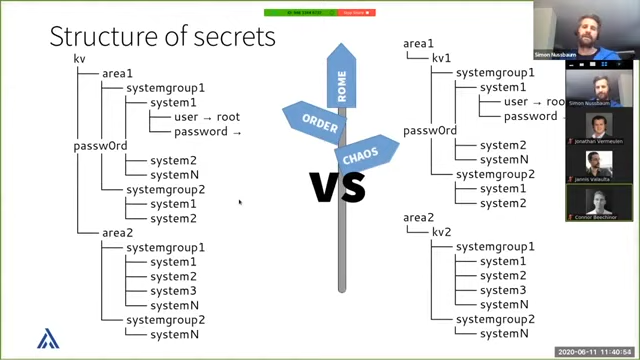 Structure of secrets
kv
area1
systemgroup1
system1
user → root
password →
passw0rd
system2
systemN
systemgroup2
system1
system2
area2
systemgroup1
system1
system2
system3
systemN
systemgroup2
systemN
ROME
ORDER
CHAOS
VS
area1
kv1
systemgroup1
system1
user → roo
password →
passw0rd
system2
systemN
systemgroup2
system1
system2
area2
kv2
systemgroup1
system1
system2
system3
systemN
systemgroup2
systemN
Simon Nussbaum
Simon Nussbaum
Jonathan Vermeulen
Connor Beechinor
2020-06-11 11:40:54